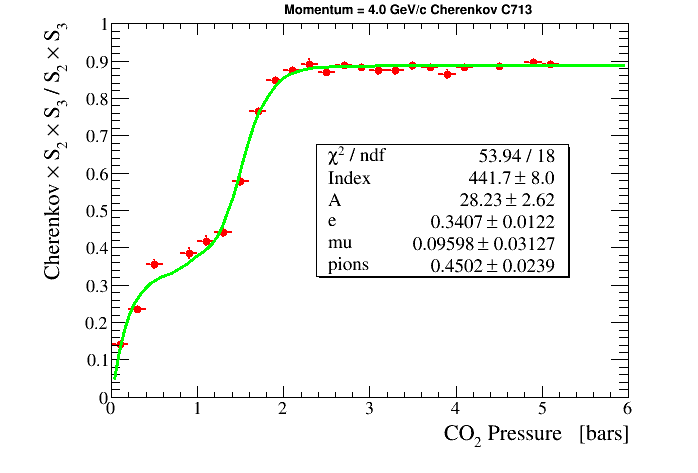 Momentum = 4.0 GeV/c Cherenkov C713
Cherenkov × S₂ × S₃ / S₂ × S₃
1
0.9
0.8
0.7
0.6
0.5
0.4
0.3
0.2
0.1
0
χ² / ndf 53.94 / 18
Index 441.7 ± 8.0
A 28.23 ± 2.62
e 0.3407 ± 0.0122
mu 0.09598 ± 0.03127
pions 0.4502 ± 0.0239
0 1 2 3 4 5 6
CO₂ Pressure [bars]